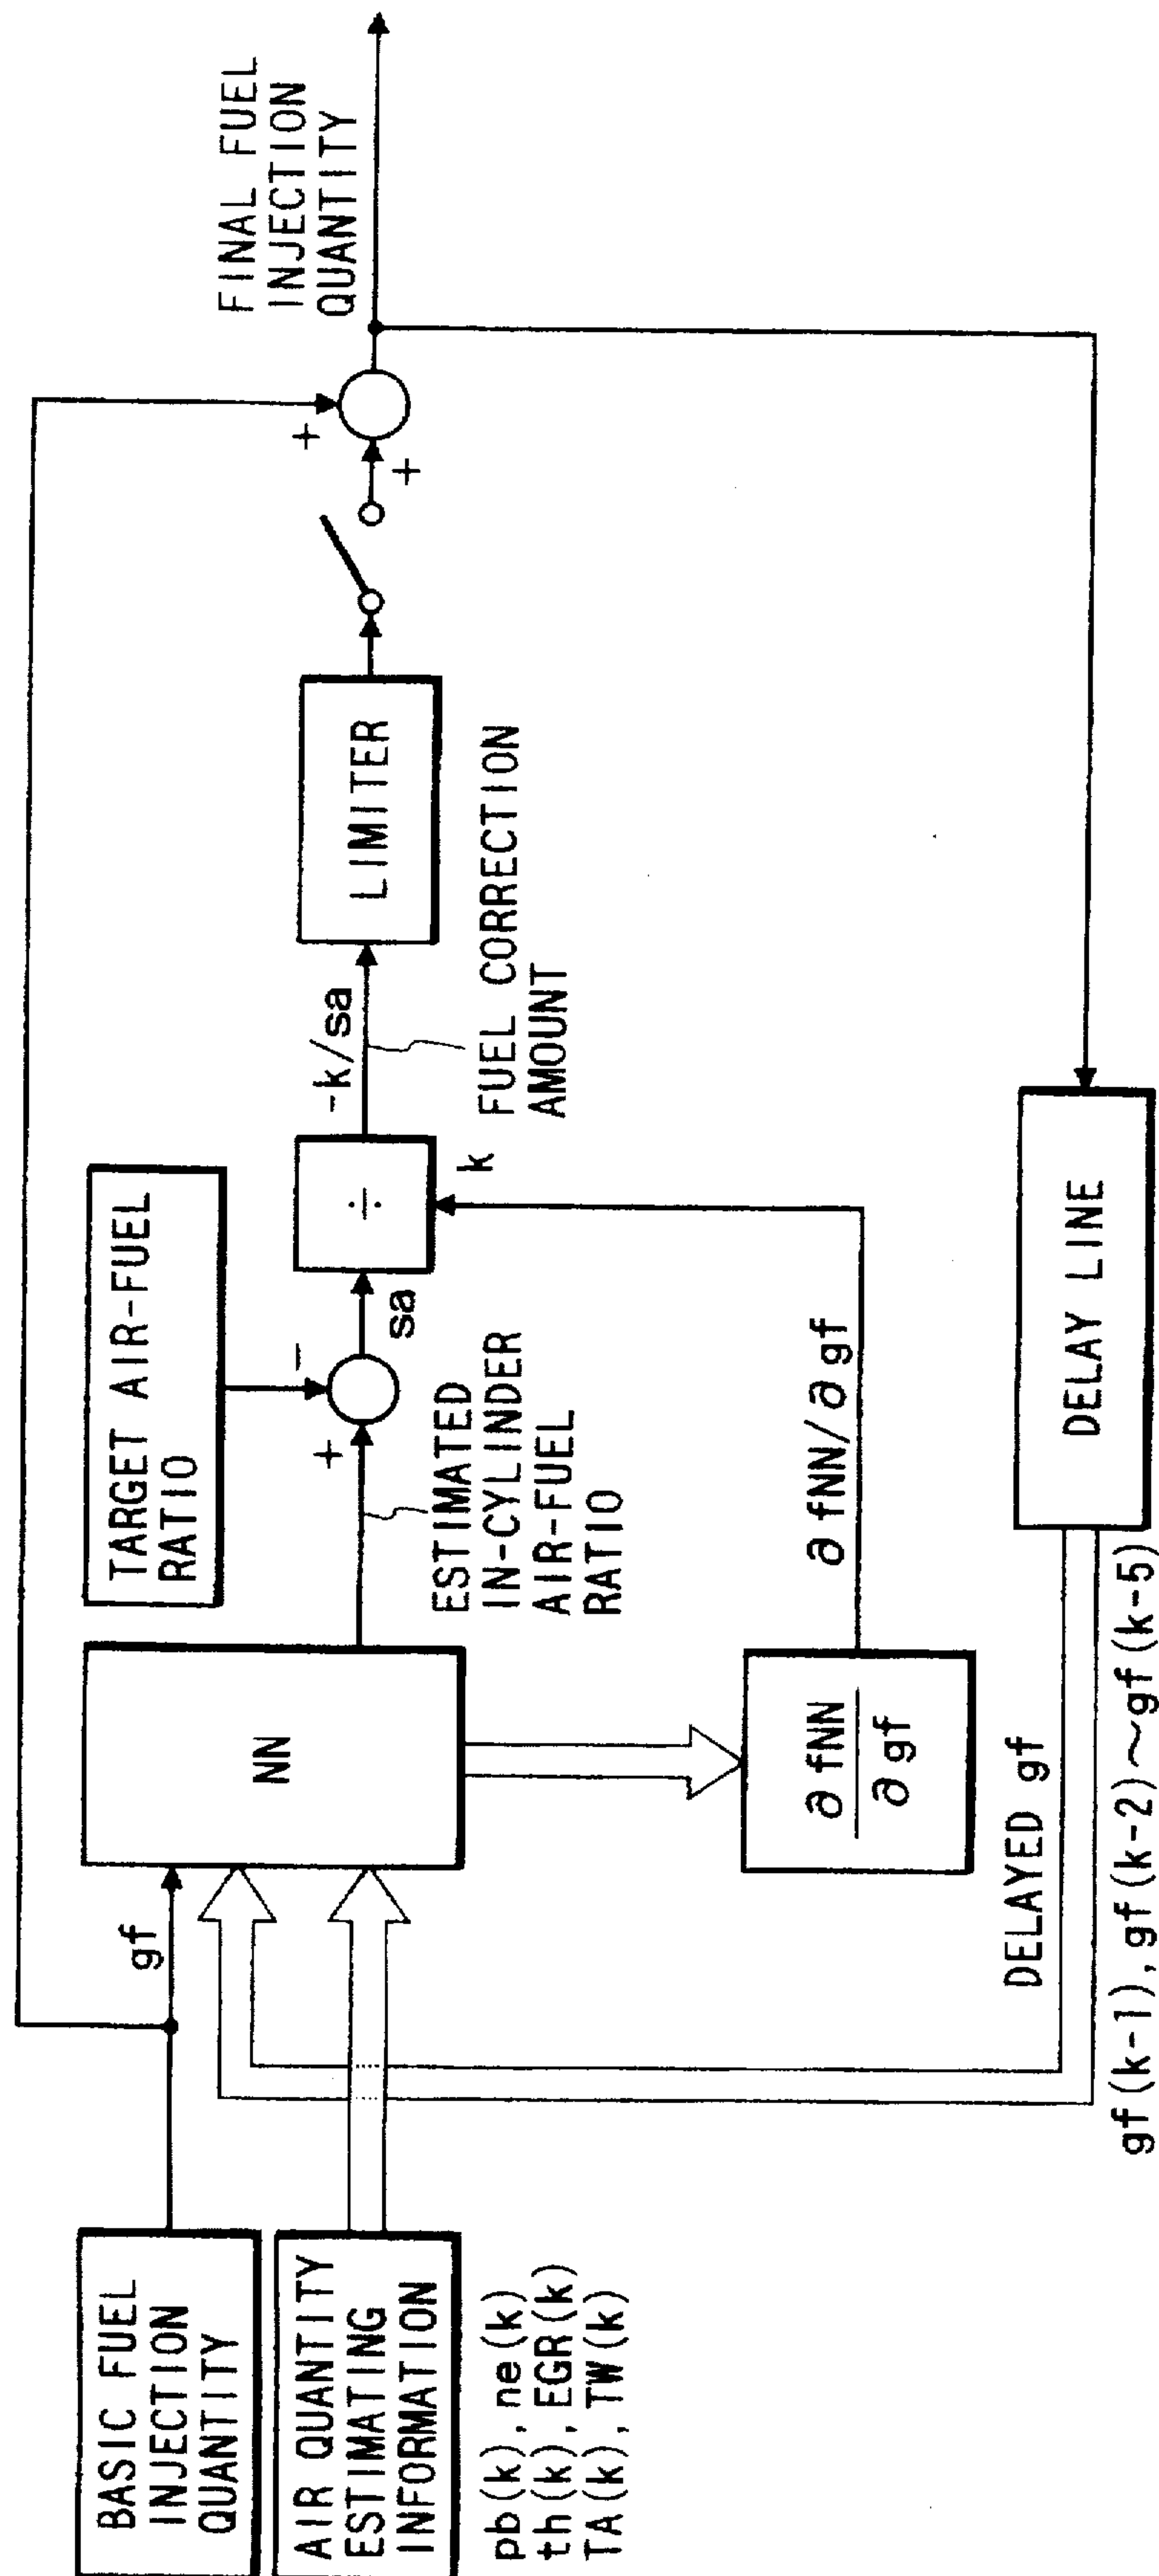 BASIC FUEL
INJECTION
QUANTITY
AIR QUANTITY
ESTIMATING
INFORMATION
pb(k), ne(k)
th(k), EGR(k)
TA(k), TW(k)
gf
NN
TARGET AIR-FUEL
RATIO
+
-
ESTIMATED
IN-CYLINDER
AIR-FUEL
RATIO
sa
÷
k
-k/sa
FUEL CORRECTION
AMOUNT
LIMITER
+
+
FINAL FUEL
INJECTION
QUANTITY
∂ fNN
∂ gf
∂ fNN/∂ gf
DELAY LINE
DELAYED gf
gf(k-1), gf(k-2)~gf(k-5)